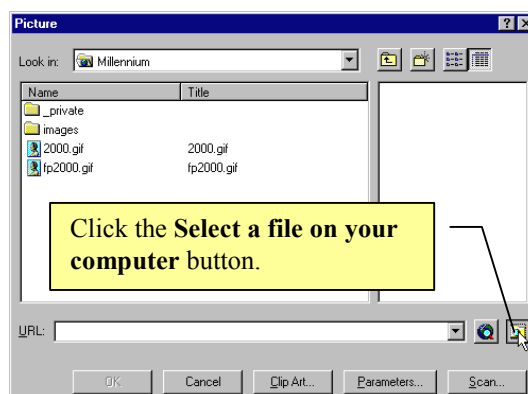 Picture
Look in: Millennium
Name Title
_private
images
2000.gif 2000.gif
fp2000.gif fp2000.gif
Click the Select a file on your
computer button.
URL:
OK Cancel Clip Art... Parameters... Scan...